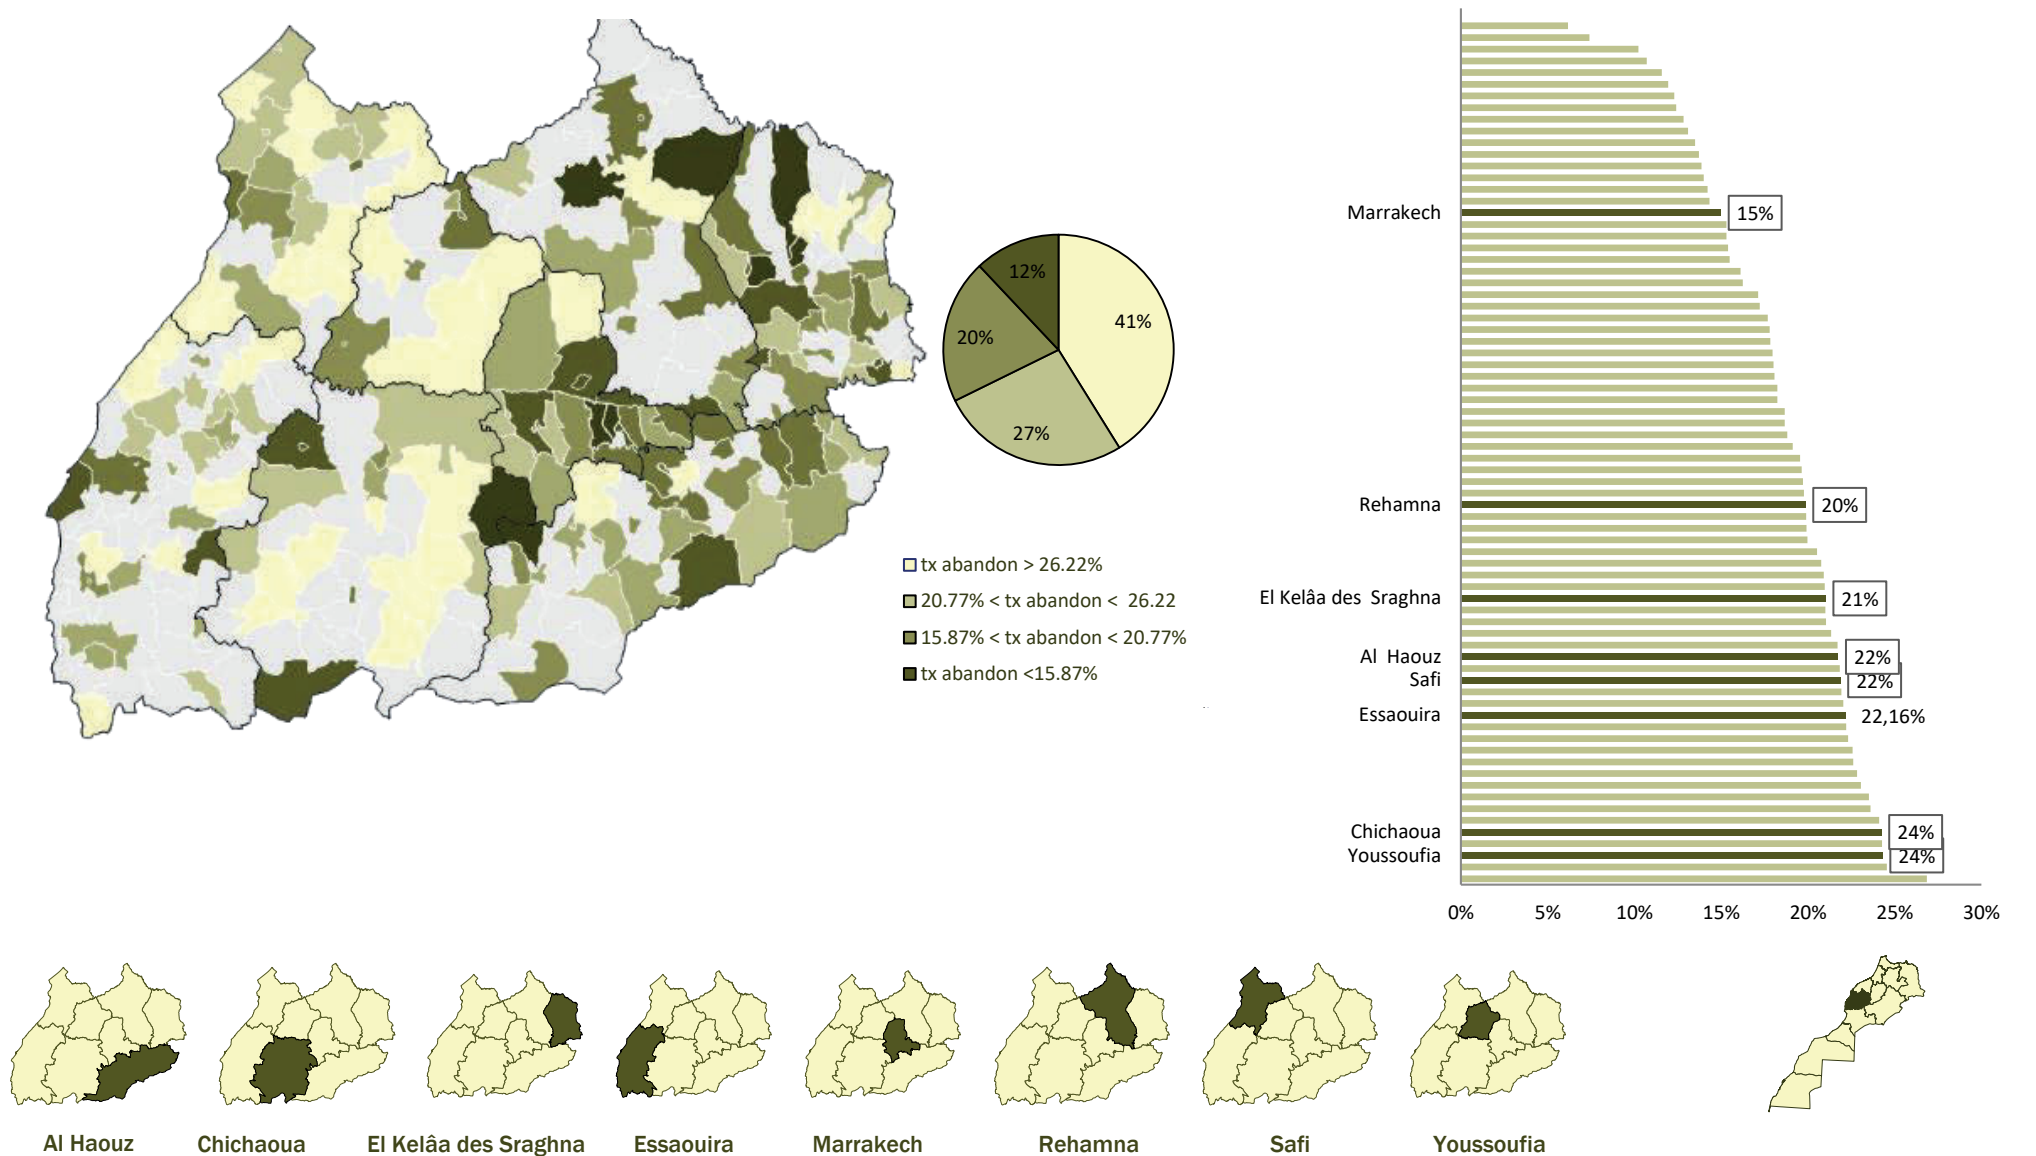 12%
41%
20%
27%
tx abandon > 26.22%
20.77% < tx abandon < 26.22
15.87% < tx abandon < 20.77%
tx abandon <15.87%
Marrakech 15%
Rehamna 20%
El Kelâa des Sraghna 21%
Al Haouz 22%
Safi 22%
Essaouira 22,16%
Chichaoua 24%
Youssoufia 24%
0% 5% 10% 15% 20% 25% 30%
Al Haouz Chichaoua El Kelâa des Sraghna Essaouira Marrakech Rehamna Safi Youssoufia